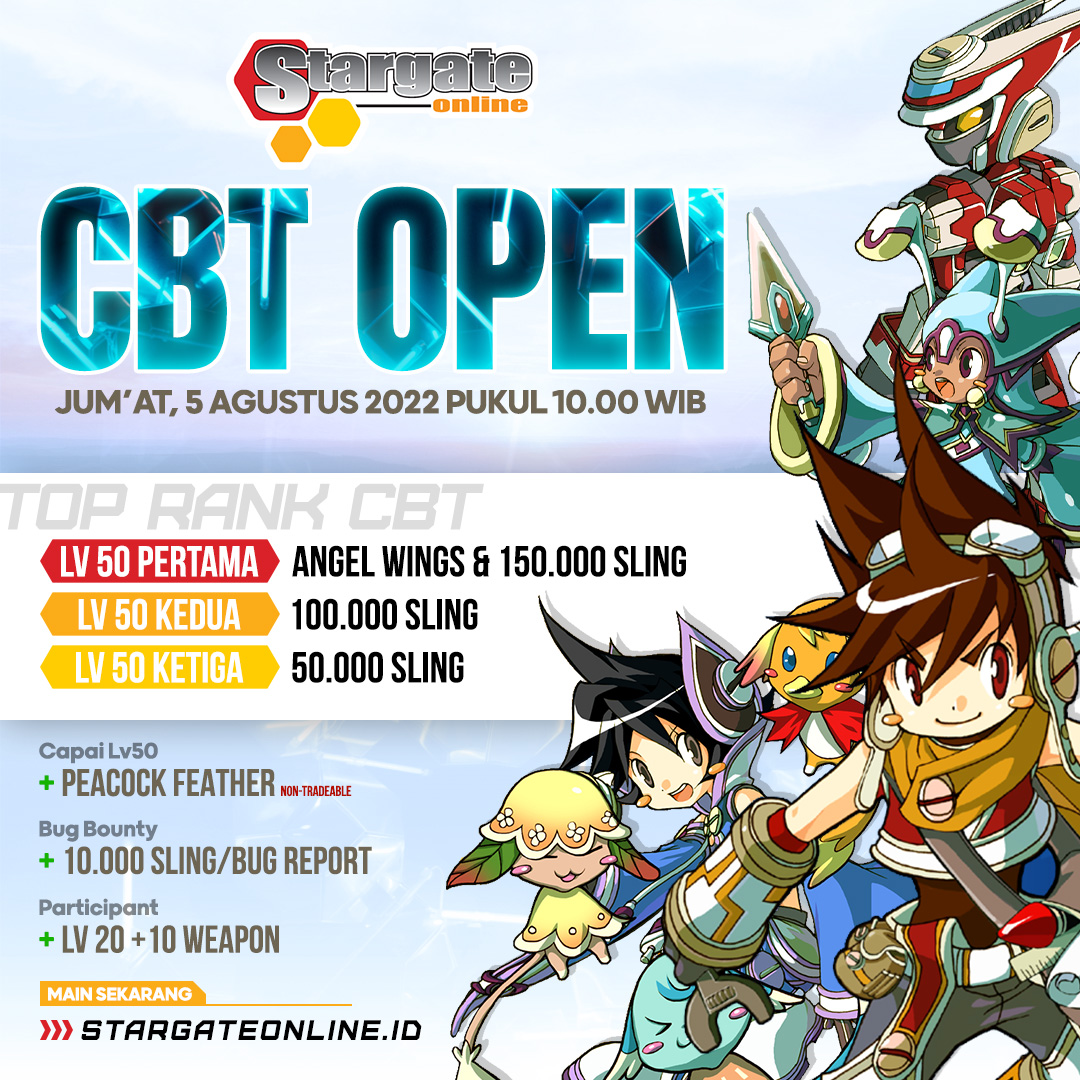 Stargate
online
CBT OPEN
JUM'AT, 5 AGUSTUS 2022 PUKUL 10.00 WIB
TOP RANK CBT
LV 50 PERTAMA ANGEL WINGS & 150.000 SLING
LV 50 KEDUA 100.000 SLING
LV 50 KETIGA 50.000 SLING
Capai Lv50
+ PEACOCK FEATHER NON-TRADEABLE
Bug Bounty
+ 10.000 SLING/BUG REPORT
Participant
+ LV 20 +10 WEAPON
MAIN SEKARANG
STARGATEONLINE.ID